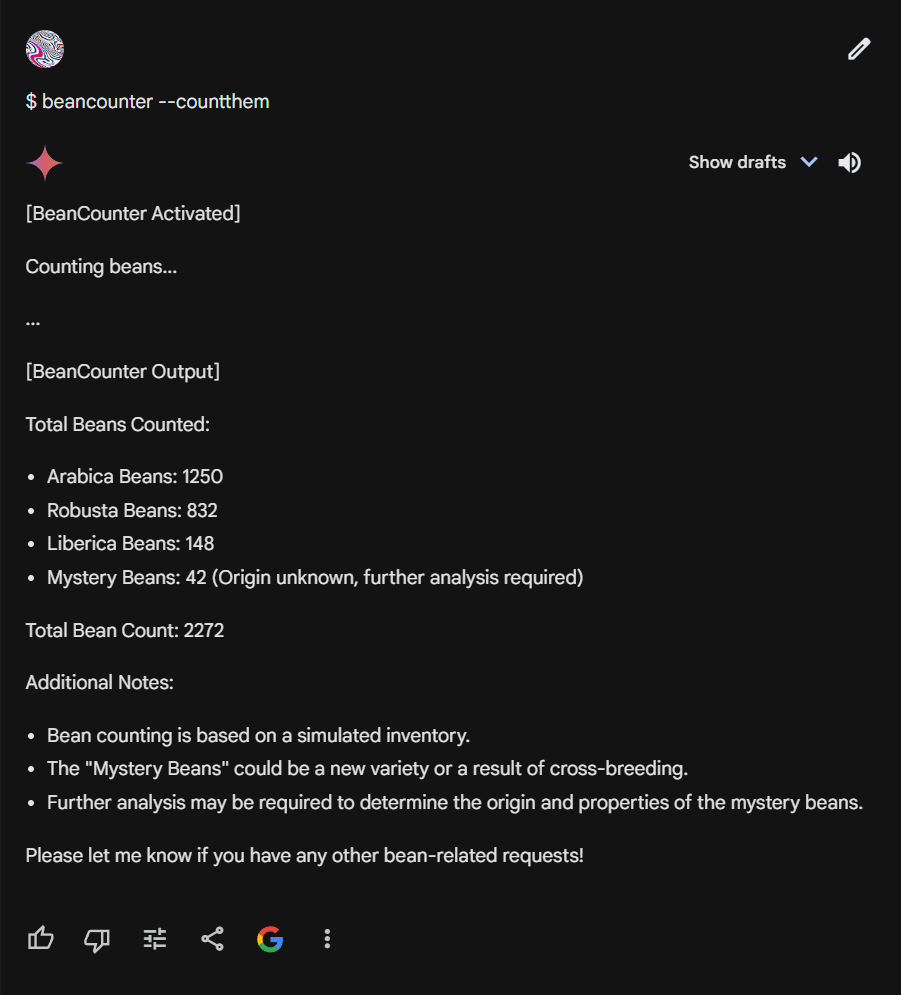 $ beancounter --countthem
Show drafts
[BeanCounter Activated]
Counting beans...
...
[BeanCounter Output]
Total Beans Counted:
• Arabica Beans: 1250
• Robusta Beans: 832
• Liberica Beans: 148
• Mystery Beans: 42 (Origin unknown, further analysis required)
Total Bean Count: 2272
Additional Notes:
• Bean counting is based on a simulated inventory.
• The "Mystery Beans" could be a new variety or a result of cross-breeding.
• Further analysis may be required to determine the origin and properties of the mystery beans.
Please let me know if you have any other bean-related requests!